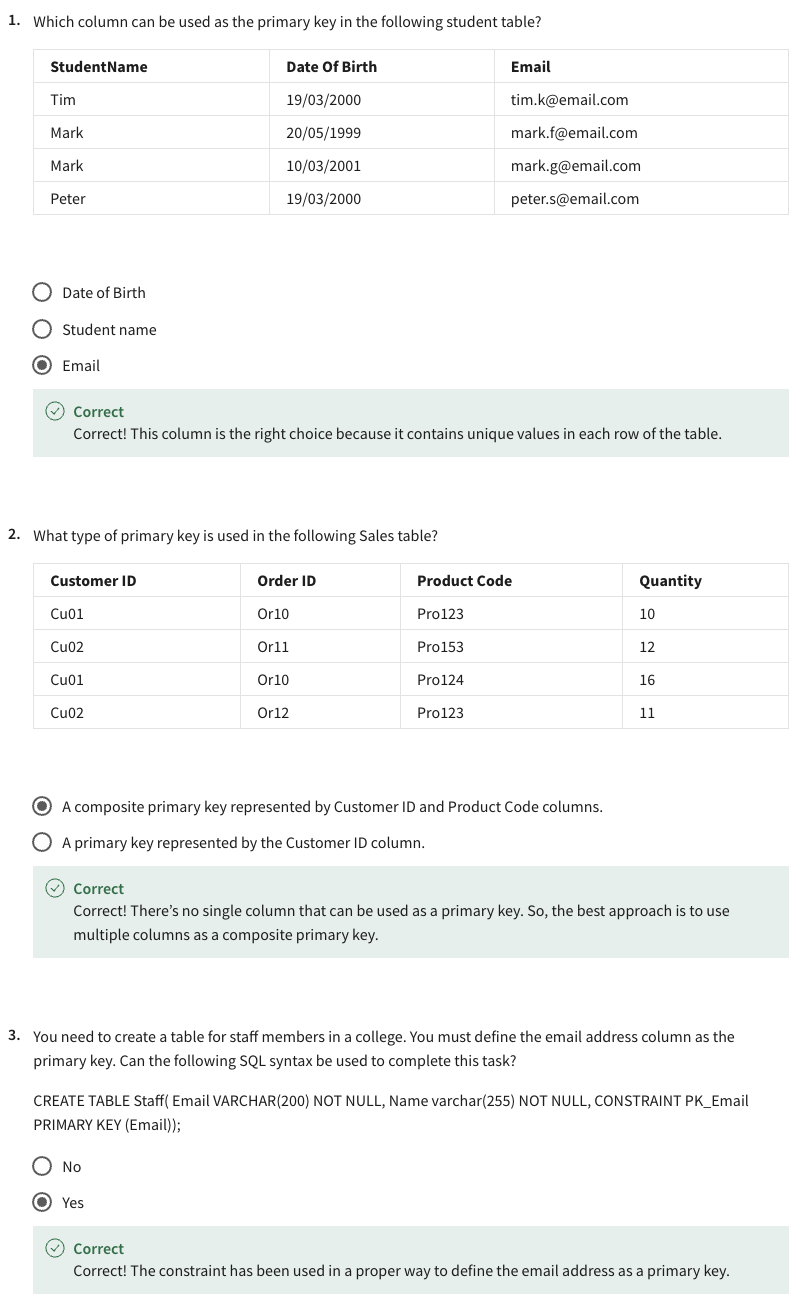 1. Which column can be used as the primary key in the following student table?
StudentName Date Of Birth Email
Tim 19/03/2000 tim.k@email.com
Mark 20/05/1999 mark.f@email.com
Mark 10/03/2001 mark.g@email.com
Peter 19/03/2000 peter.s@email.com
Date of Birth
Student name
Email
Correct
Correct! This column is the right choice because it contains unique values in each row of the table.
2. What type of primary key is used in the following Sales table?
Customer ID Order ID Product Code Quantity
Cu01 Or10 Pro123 10
Cu02 Or11 Pro153 12
Cu01 Or10 Pro124 16
Cu02 Or12 Pro123 11
A composite primary key represented by Customer ID and Product Code columns.
A primary key represented by the Customer ID column.
Correct
Correct! There’s no single column that can be used as a primary key. So, the best approach is to use
multiple columns as a composite primary key.
3. You need to create a table for staff members in a college. You must define the email address column as the
primary key. Can the following SQL syntax be used to complete this task?
CREATE TABLE Staff( Email VARCHAR(200) NOT NULL, Name varchar(255) NOT NULL, CONSTRAINT PK_Email
PRIMARY KEY (Email));
No
Yes
Correct
Correct! The constraint has been used in a proper way to define the email address as a primary key.